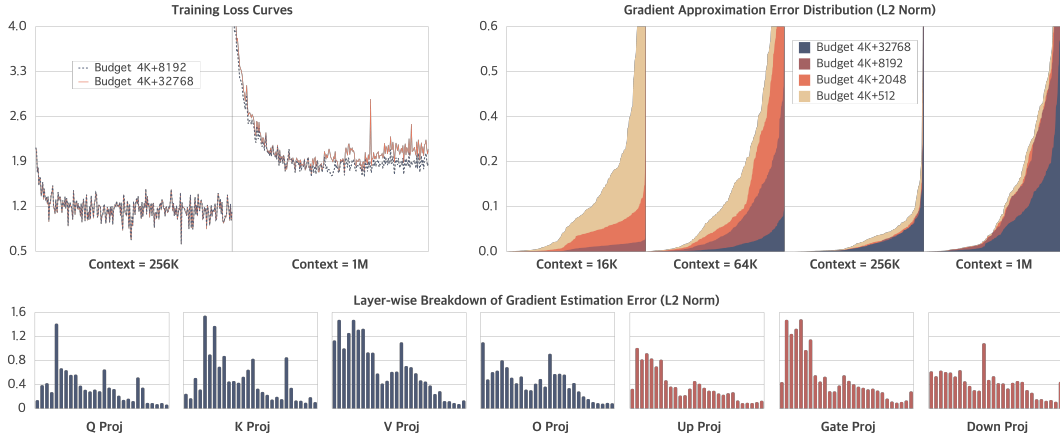 Training Loss Curves
4.0
3.3
2.6
1.9
1.2
0.5
Budget 4K+8192
Budget 4K+32768
Context = 256K
Context = 1M
Gradient Approximation Error Distribution (L2 Norm)
0.6
0.5
0.4
0.2
0.1
0.0
Budget 4K+32768
Budget 4K+8192
Budget 4K+2048
Budget 4K+512
Context = 16K
Context = 64K
Context = 256K
Context = 1M
Layer-wise Breakdown of Gradient Estimation Error (L2 Norm)
1.6
1.2
0.8
0.4
0
Q Proj
K Proj
V Proj
O Proj
Up Proj
Gate Proj
Down Proj